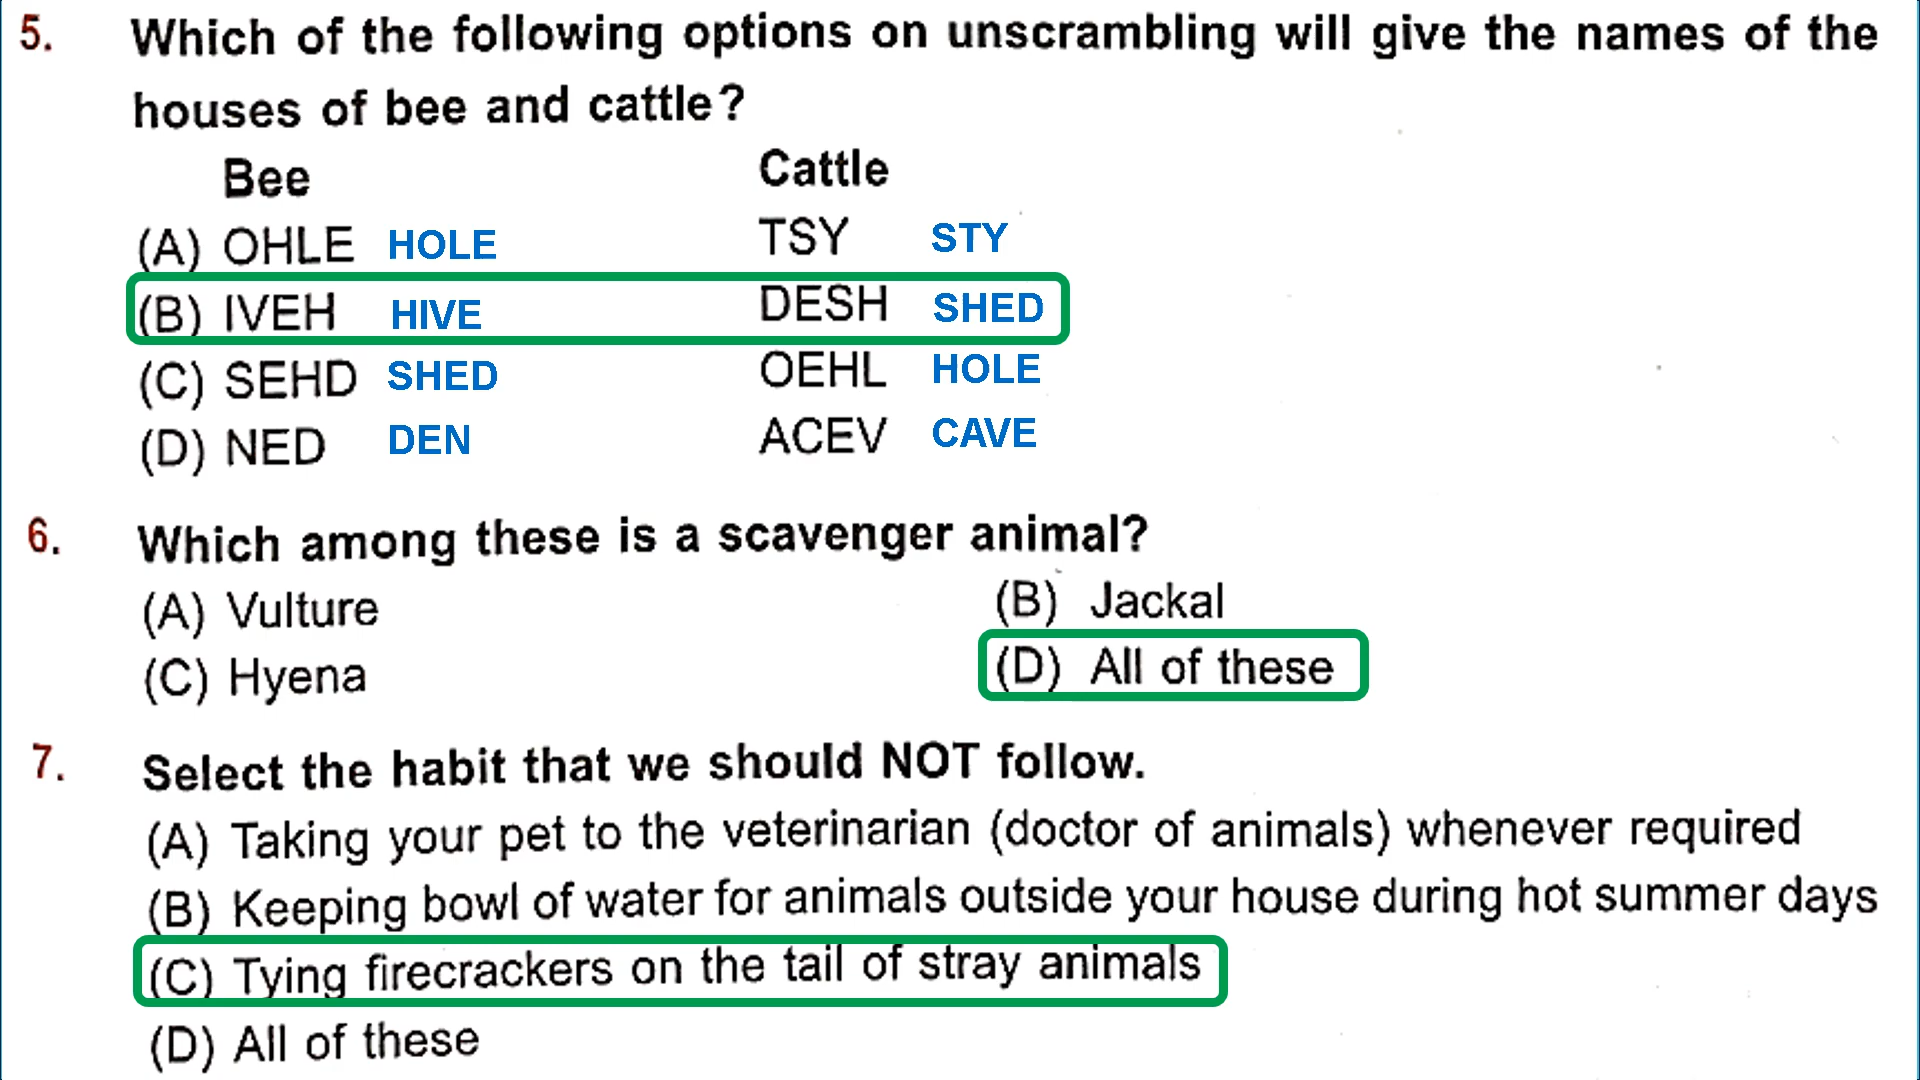 5. Which of the following options on unscrambling will give the names of the
houses of bee and cattle?
Bee Cattle
(A) OHLE HOLE TSY STY
(B) IVEH HIVE DESH SHED
(C) SEHD SHED OEHL HOLE
(D) NED DEN ACEV CAVE
6. Which among these is a scavenger animal?
(A) Vulture (B) Jackal
(C) Hyena (D) All of these
7. Select the habit that we should NOT follow.
(A) Taking your pet to the veterinarian (doctor of animals) whenever required
(B) Keeping bowl of water for animals outside your house during hot summer days
(C) Tying firecrackers on the tail of stray animals
(D) All of these